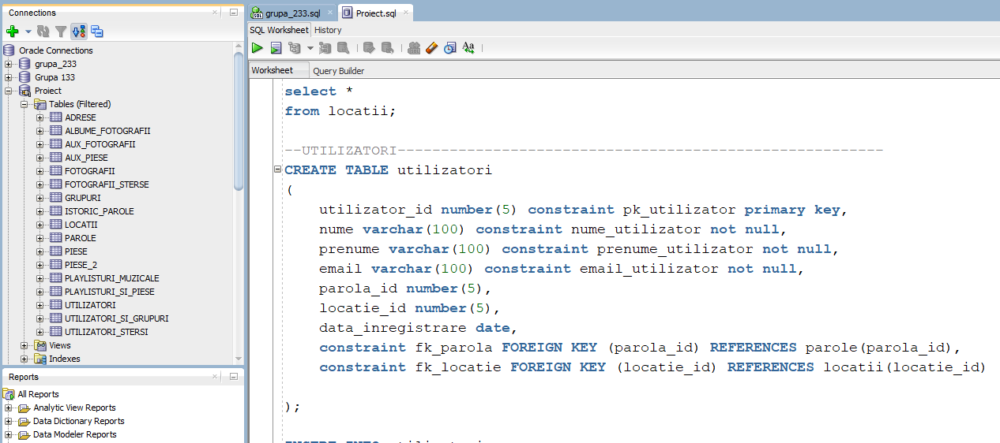 Connections
Oracle Connections
grupa_233
Grupa 133
Project
Tables (Filtered)
ADRESE
ALBUME_FOTOGRAFII
AUX_FOTOGRAFII
AUX_PIESE
FOTOGRAFII
FOTOGRAFII_STERSE
GRUPURI
ISTORIC_PAROLE
LOCATII
PAROLE
PIESE
PIESE_2
PLAYLISTURI_MUZICALE
PLAYLISTURI_SI_PIESE
UTILIZATORI
UTILIZATORI_SI_GRUPURI
UTILIZATORI_STERSI
Views
Indexes
Reports
All Reports
Analytic View Reports
Data Dictionary Reports
Data Modeler Reports
grupa_233.sql
Proiect.sql
SQL Worksheet History
Worksheet Query Builder
select *
from locatii;
--UTILIZATORI--------------------------------------------------------
CREATE TABLE utilizatori
(
utilizator_id number(5) constraint pk_utilizator primary key,
nume varchar(100) constraint nume_utilizator not null,
prenume varchar(100) constraint prenume_utilizator not null,
email varchar(100) constraint email_utilizator not null,
parola_id number(5),
locatie_id number(5),
data_inregistrare date,
constraint fk_parola FOREIGN KEY (parola_id) REFERENCES parole(parola_id),
constraint fk_locatie FOREIGN KEY (locatie_id) REFERENCES locatii(locatie_id)
);